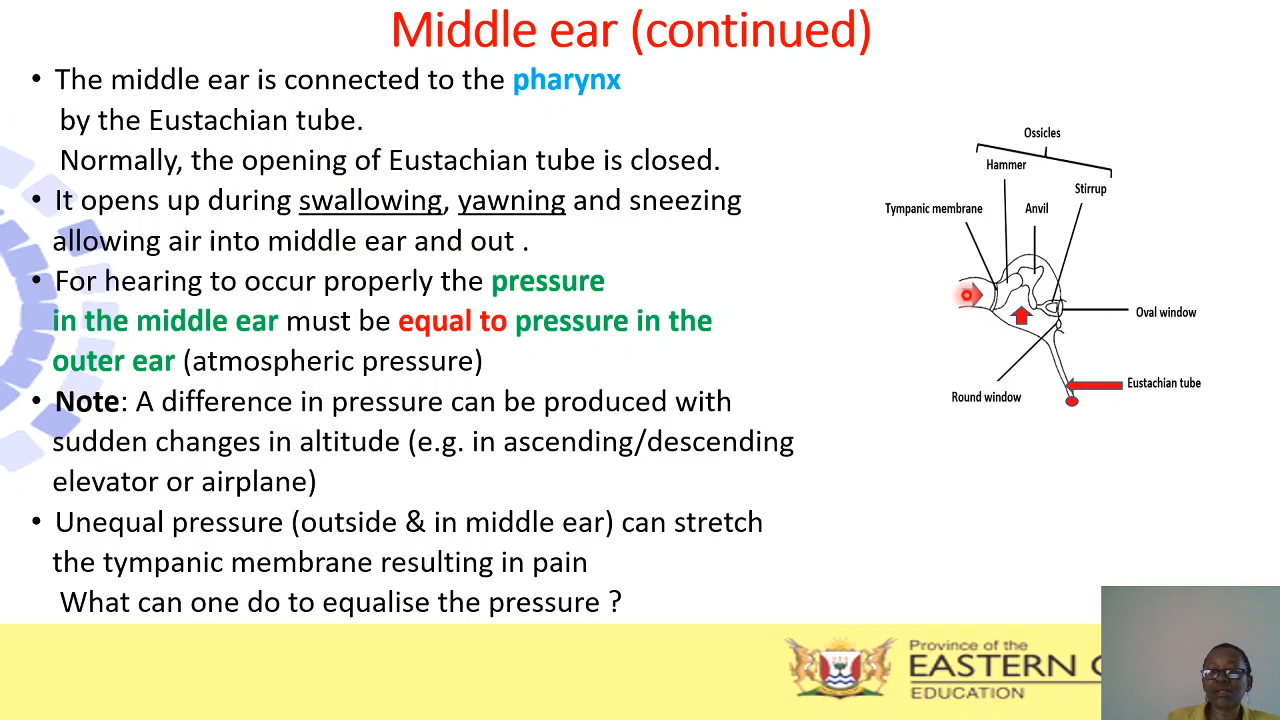 Middle ear (continued)
• The middle ear is connected to the pharynx
by the Eustachian tube.
Normally, the opening of Eustachian tube is closed.
• It opens up during swallowing, yawning and sneezing
allowing air into middle ear and out .
• For hearing to occur properly the pressure
in the middle ear must be equal to pressure in the
outer ear (atmospheric pressure)
• Note: A difference in pressure can be produced with
sudden changes in altitude (e.g. in ascending/descending
elevator or airplane)
• Unequal pressure (outside & in middle ear) can stretch
the tympanic membrane resulting in pain
What can one do to equalise the pressure ?
Ossicles
Hammer
Stirrup
Tympanic membrane
Anvil
Oval window
Eustachian tube
Round window
Province of the
EASTERN C
EDUCATION